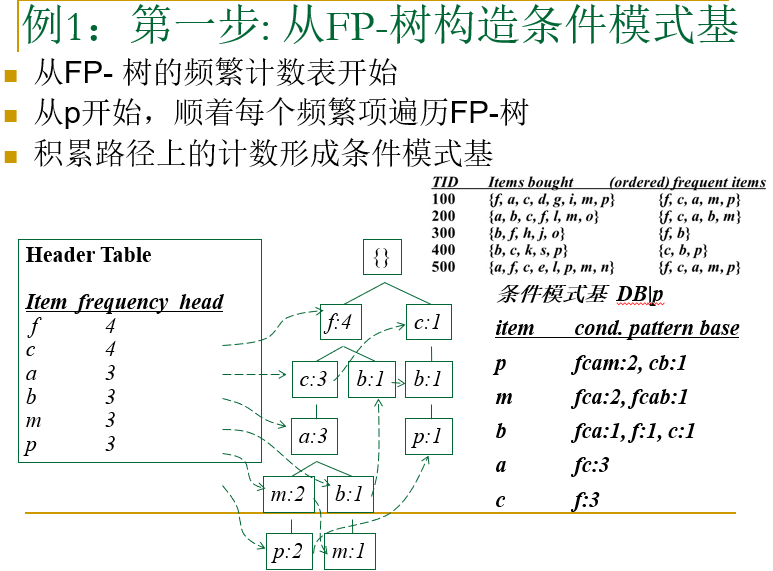 例1：第一步: 从FP-树构造条件模式基
从FP- 树的频繁计数表开始
从p开始，顺着每个频繁项遍历FP-树
积累路径上的计数形成条件模式基
TID Items bought (ordered) frequent items
100 {f, a, c, d, g, i, m, p} {f, c, a, m, p}
200 {a, b, c, f, l, m, o} {f, c, a, b, m}
300 {b, f, h, j, o} {f, b}
400 {b, c, k, s, p} {c, b, p}
500 {a, f, c, e, l, p, m, n} {f, c, a, m, p}
Header Table
Item frequency head
f 4
c 4
a 3
b 3
m 3
p 3
{}
f:4 c:1
c:3 b:1 b:1
a:3 p:1
m:2 b:1
p:2 m:1
条件模式基 DB|p
item cond. pattern base
p fcam:2, cb:1
m fca:2, fcab:1
b fca:1, f:1, c:1
a fc:3
c f:3